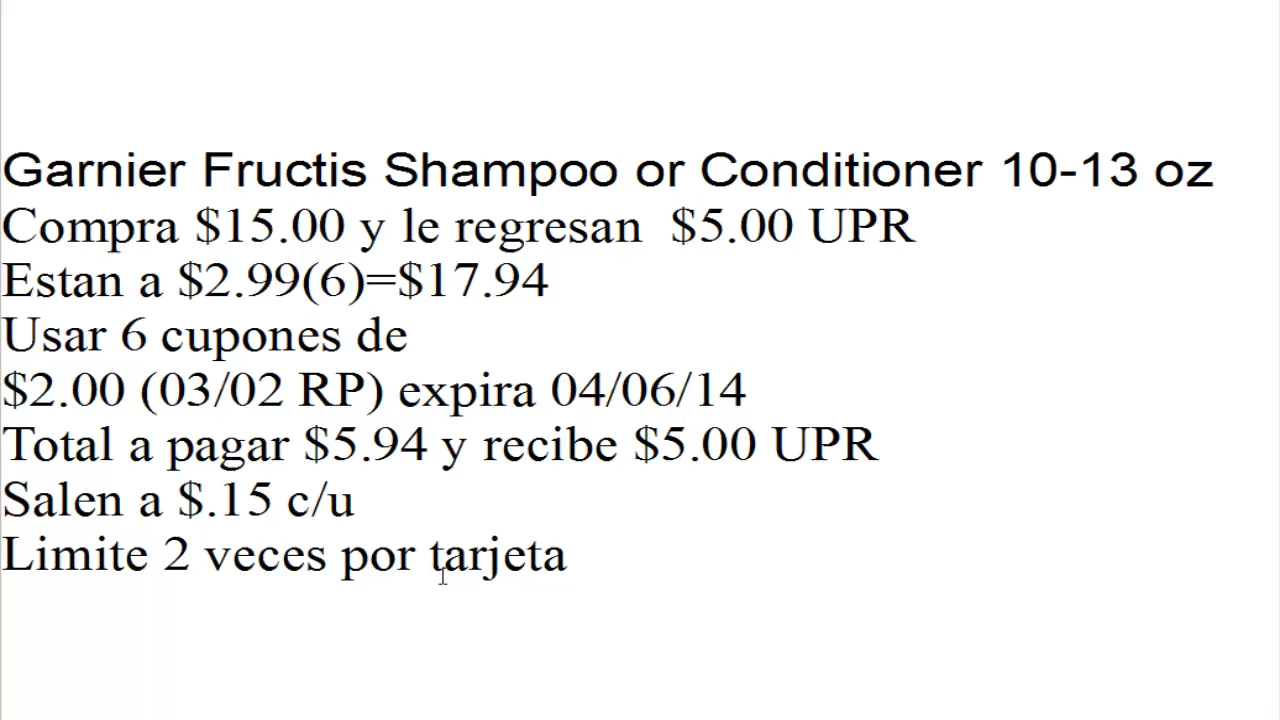 Garnier Fructis Shampoo or Conditioner 10-13 oz
Compra $15.00 y le regresan $5.00 UPR
Estan a $2.99(6)=$17.94
Usar 6 cupones de
$2.00 (03/02 RP) expira 04/06/14
Total a pagar $5.94 y recibe $5.00 UPR
Salen a $.15 c/u
Limite 2 veces por tarjeta